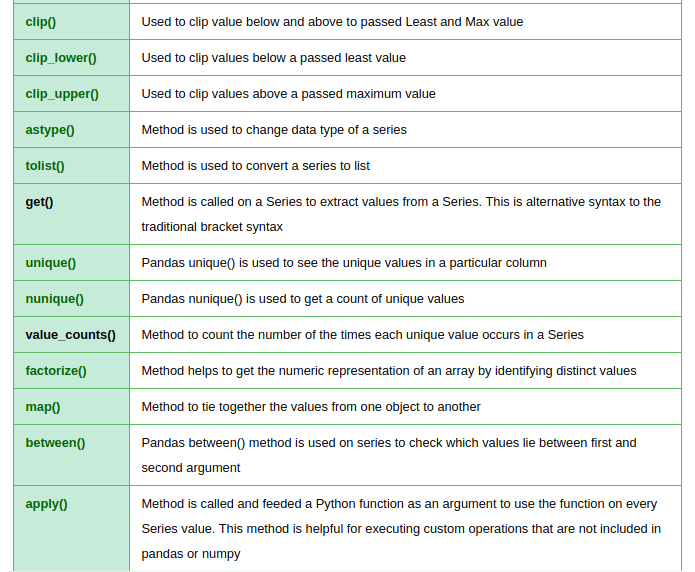 clip() Used to clip value below and above to passed Least and Max value
clip_lower() Used to clip values below a passed least value
clip_upper() Used to clip values above a passed maximum value
astype() Method is used to change data type of a series
tolist() Method is used to convert a series to list
get() Method is called on a Series to extract values from a Series. This is alternative syntax to the
traditional bracket syntax
unique() Pandas unique() is used to see the unique values in a particular column
nunique() Pandas nunique() is used to get a count of unique values
value_counts() Method to count the number of the times each unique value occurs in a Series
factorize() Method helps to get the numeric representation of an array by identifying distinct values
map() Method to tie together the values from one object to another
between() Pandas between() method is used on series to check which values lie between first and
second argument
apply() Method is called and feeded a Python function as an argument to use the function on every
Series value. This method is helpful for executing custom operations that are not included in
pandas or numpy